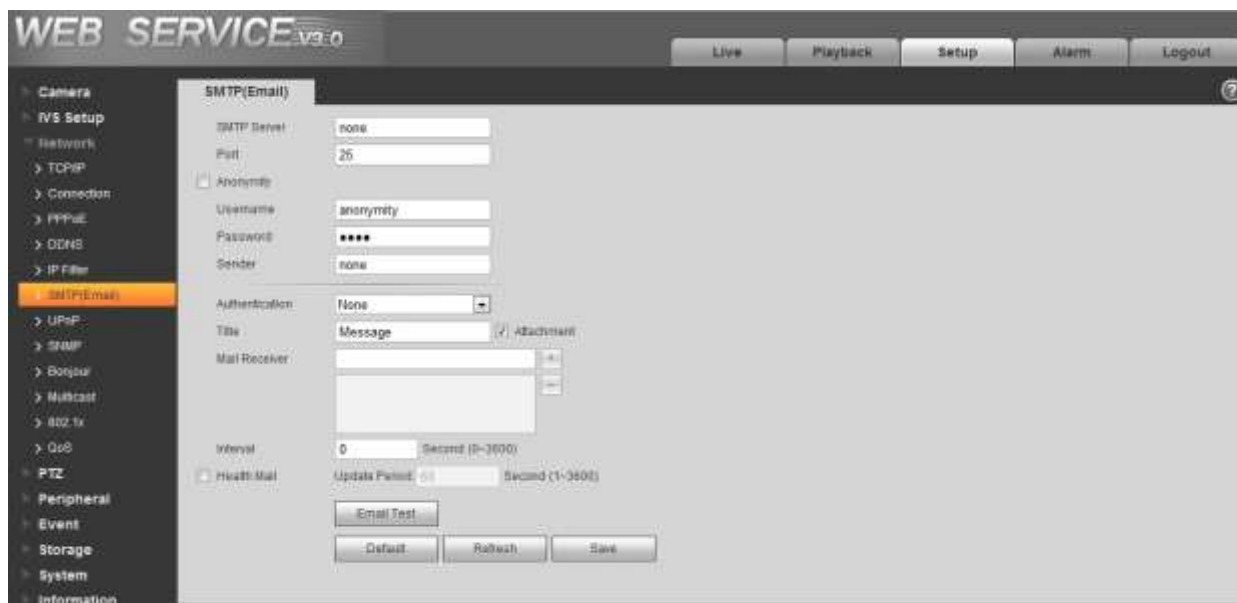 WEB SERVICE V3.0
Live Playback Setup Alarm Logout
Camera
IVS Setup
Network
TCP/IP
Connection
PPPoE
DDNS
IP Filter
SMTP(Email)
UPnP
SNMP
Bonjour
Multicast
802.1x
QoS
PTZ
Peripheral
Event
Storage
System
Information
SMTP(Email)
?
SMTP Server none
Port 25
Anonymity
Username anonymity
Password ••••
Sender none
Authentication None
Title Message Attachment
Mail Receiver
Interval 0 Second (0~3600)
Health Mail Update Period 60 Second (1~3600)
Email Test
Default Refresh Save